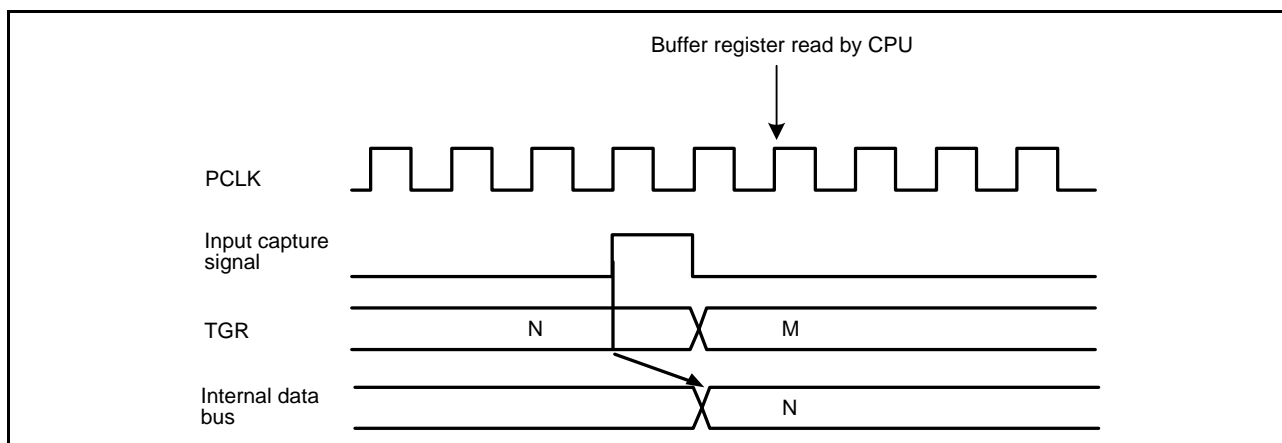 Buffer register read by CPU
PCLK
Input capture
signal
TGR
N
M
Internal data
bus
N